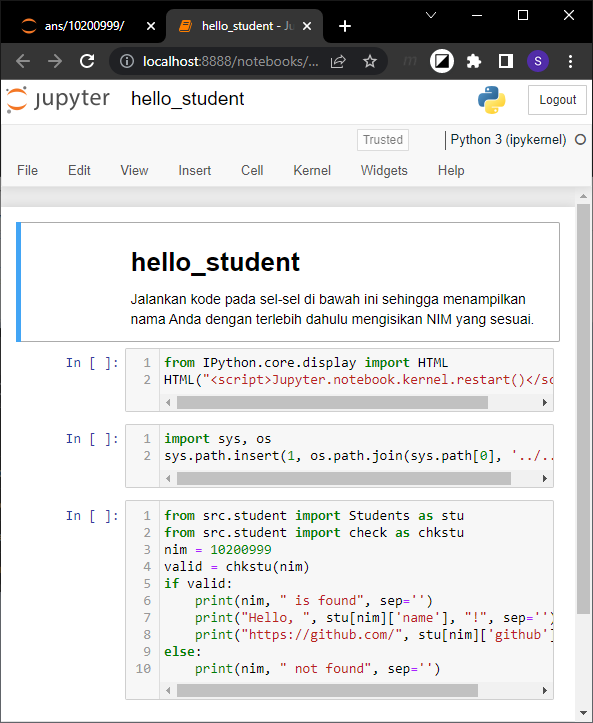 ans/10200999/
hello_student - Ju
localhost:8888/notebooks/...
S
jupyter hello_student
Logout
Trusted
Python 3 (ipykernel)
File Edit View Insert Cell Kernel Widgets Help
hello_student
Jalankan kode pada sel-sel di bawah ini sehingga menampilkan
nama Anda dengan terlebih dahulu mengisikan NIM yang sesuai.
In [ ]:
1 from IPython.core.display import HTML
2 HTML("<script>Jupyter.notebook.kernel.restart()</sc
In [ ]:
1 import sys, os
2 sys.path.insert(1, os.path.join(sys.path[0], '../..
In [ ]:
1 from src.student import Students as stu
2 from src.student import check as chkstu
3 nim = 10200999
4 valid = chkstu(nim)
5 if valid:
6     print(nim, " is found", sep='')
7     print("Hello, ", stu[nim]['name'], "!", sep='')
8     print("https://github.com/", stu[nim]['github']
9 else:
10     print(nim, " not found", sep='')